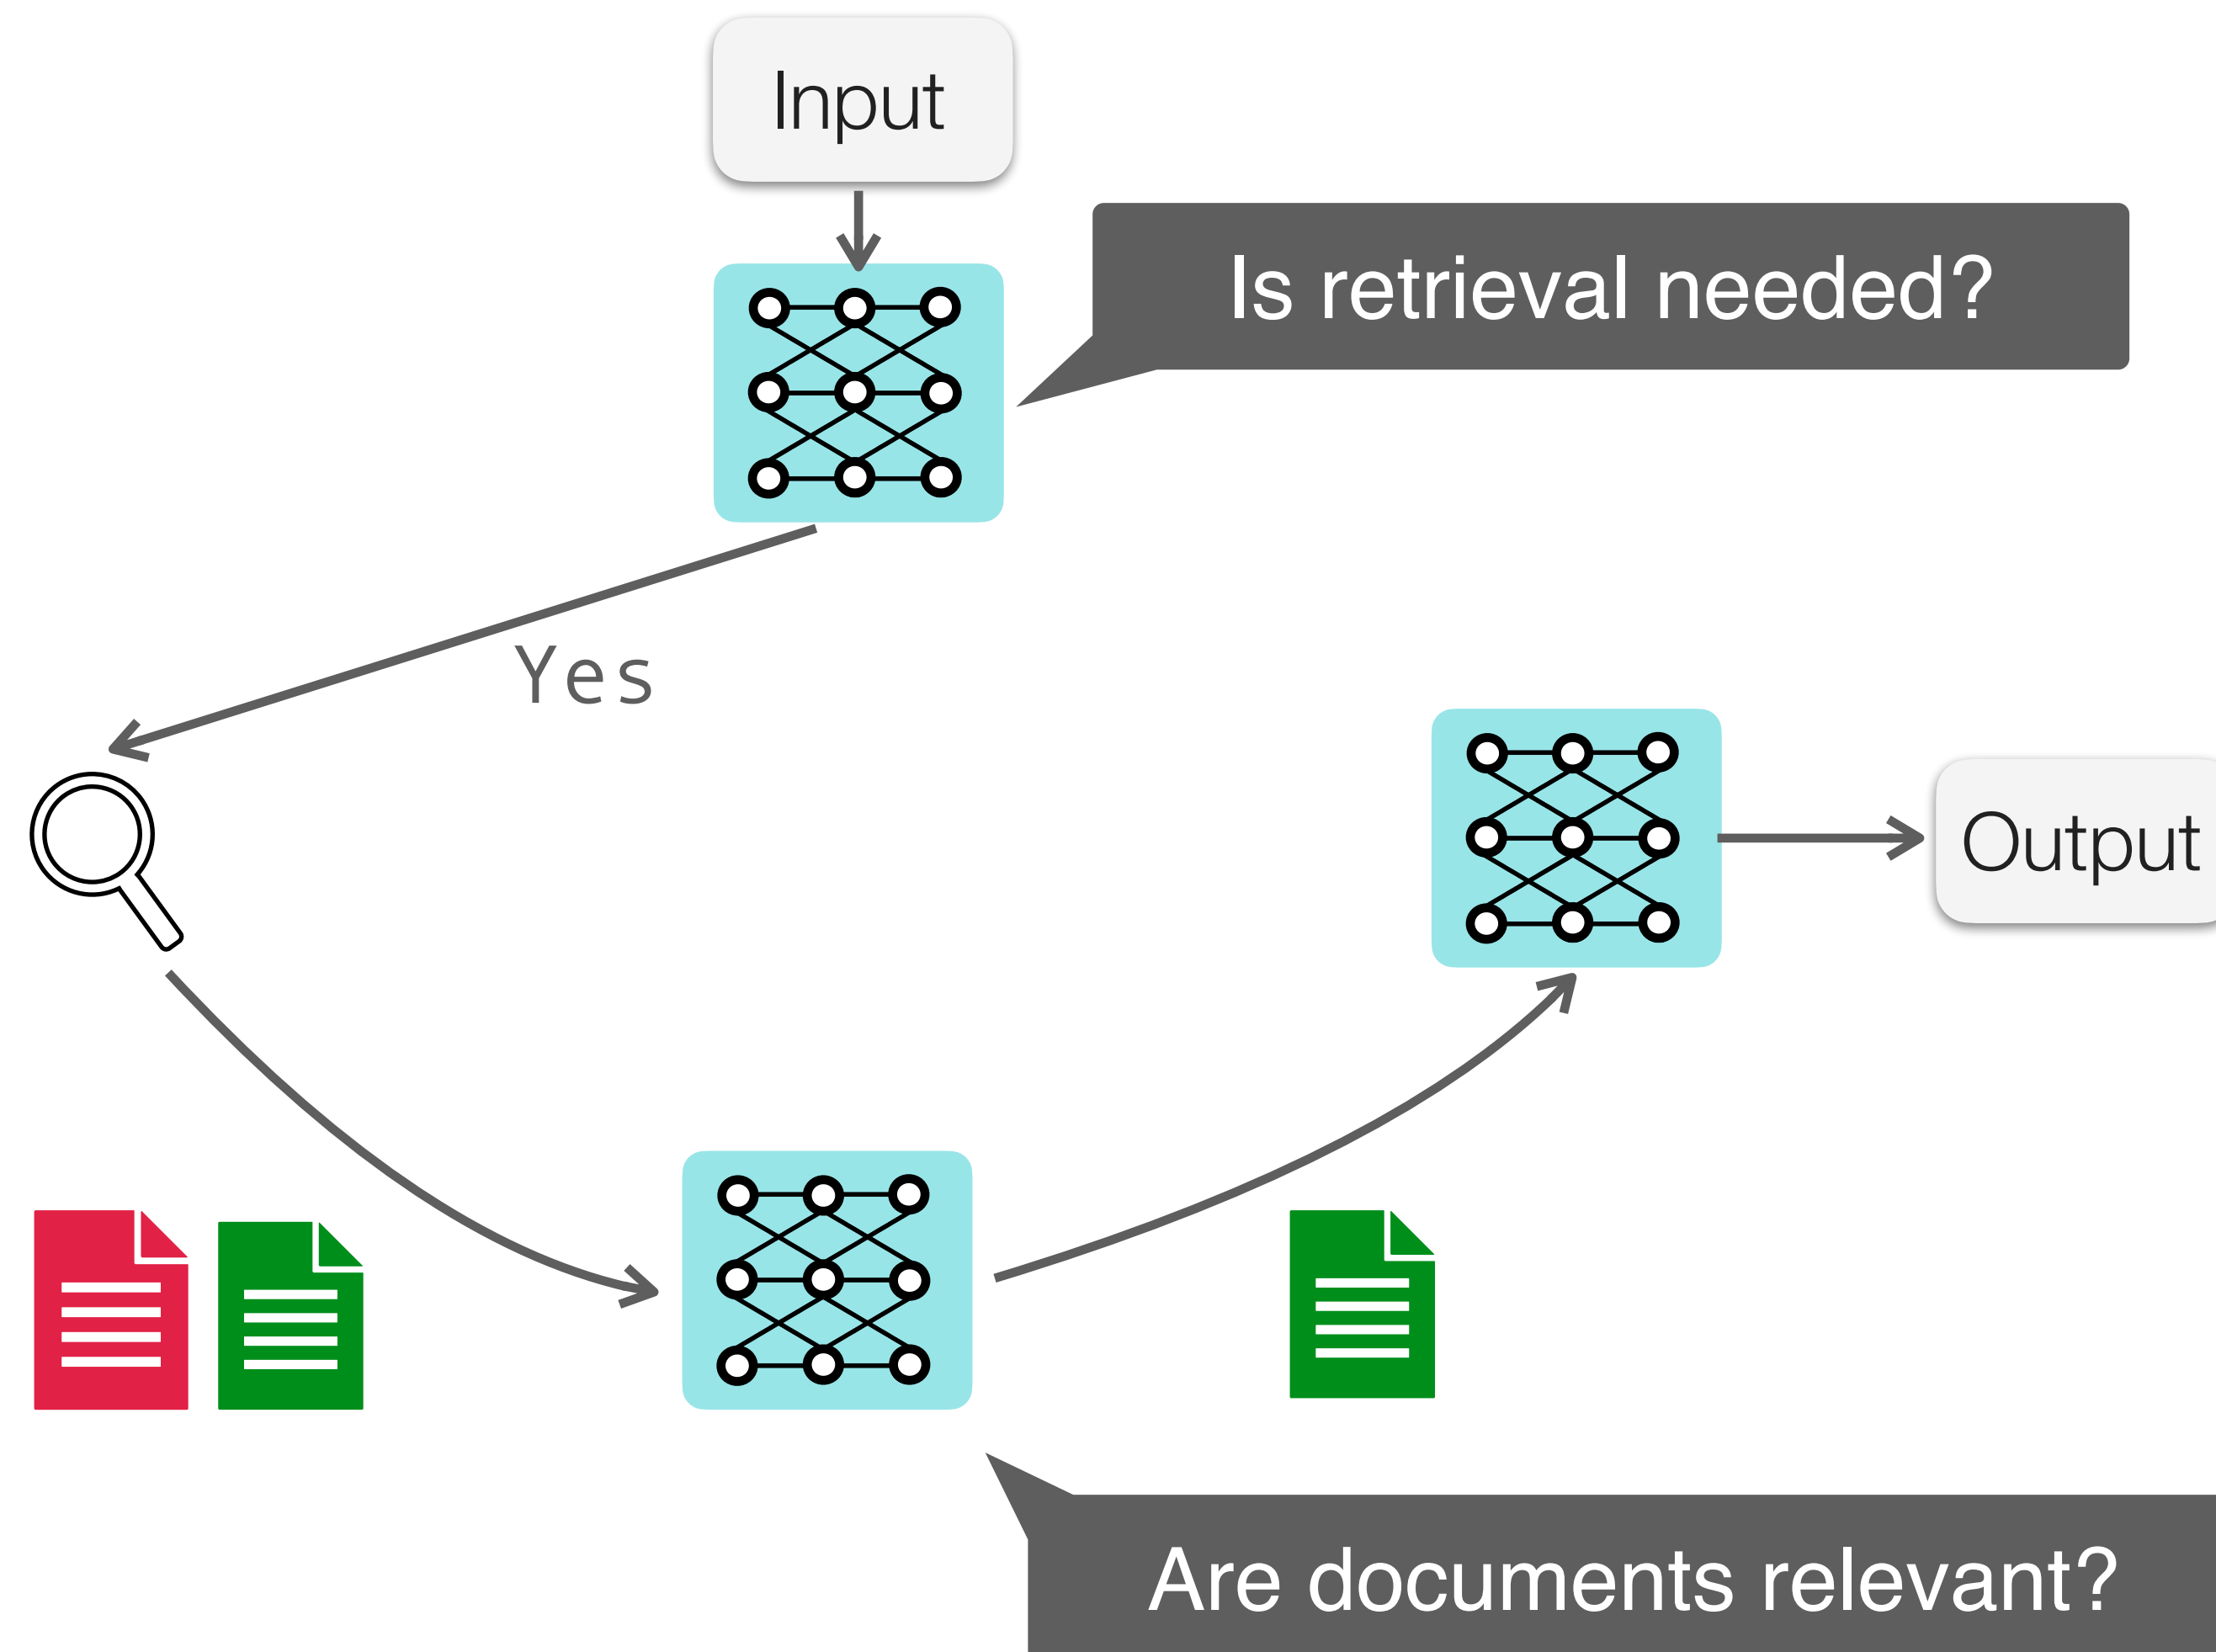 Input
Is retrieval needed?
Yes
Output
Are documents relevant?